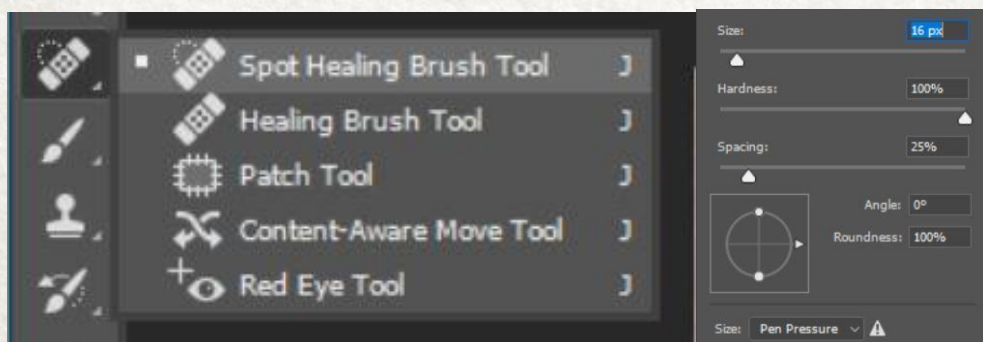 Spot Healing Brush Tool J
Healing Brush Tool J
Patch Tool J
Content-Aware Move Tool J
Red Eye Tool J
Size: 16 px
Hardness: 100%
Spacing: 25%
Angle: 0°
Roundness: 100%
Size: Pen Pressure